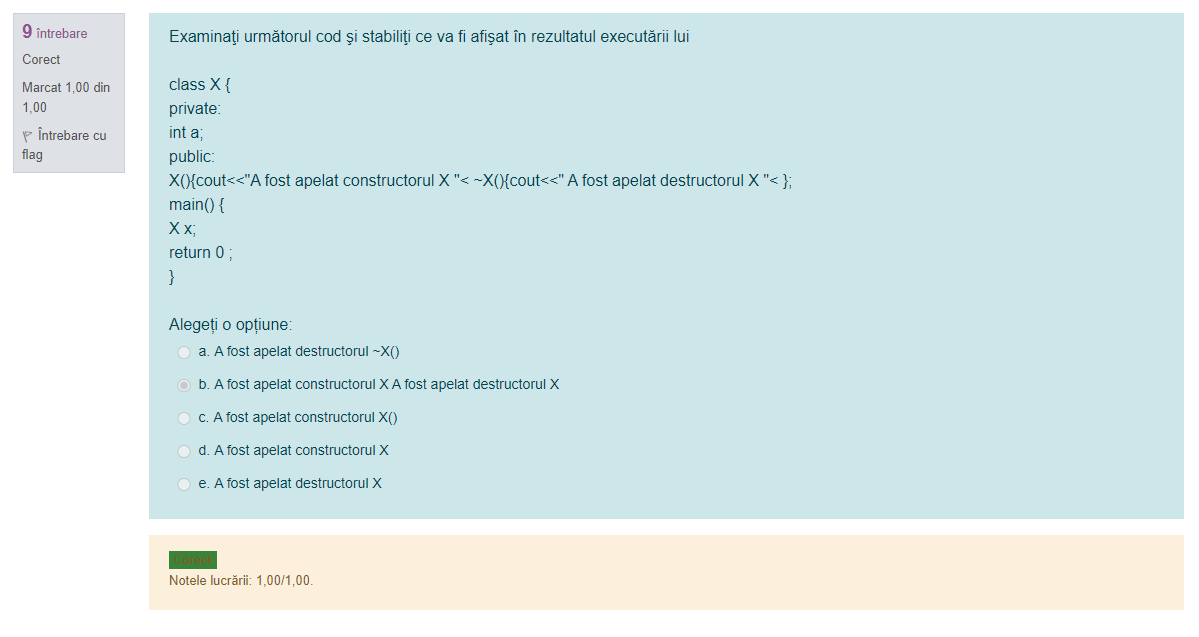 9 întrebare
Corect
Marcat 1,00 din
1,00
Întrebare cu
flag
Examinaţi următorul cod şi stabiliţi ce va fi afişat în rezultatul executării lui
class X {
private:
int a;
public:
X(){cout<<"A fost apelat constructorul X "< ~X(){cout<<" A fost apelat destructorul X "< };
main() {
X x;
return 0 ;
}
Alegeți o opțiune:
a. A fost apelat destructorul ~X()
b. A fost apelat constructorul X A fost apelat destructorul X
c. A fost apelat constructorul X()
d. A fost apelat constructorul X
e. A fost apelat destructorul X
Corect
Notele lucrării: 1,00/1,00.